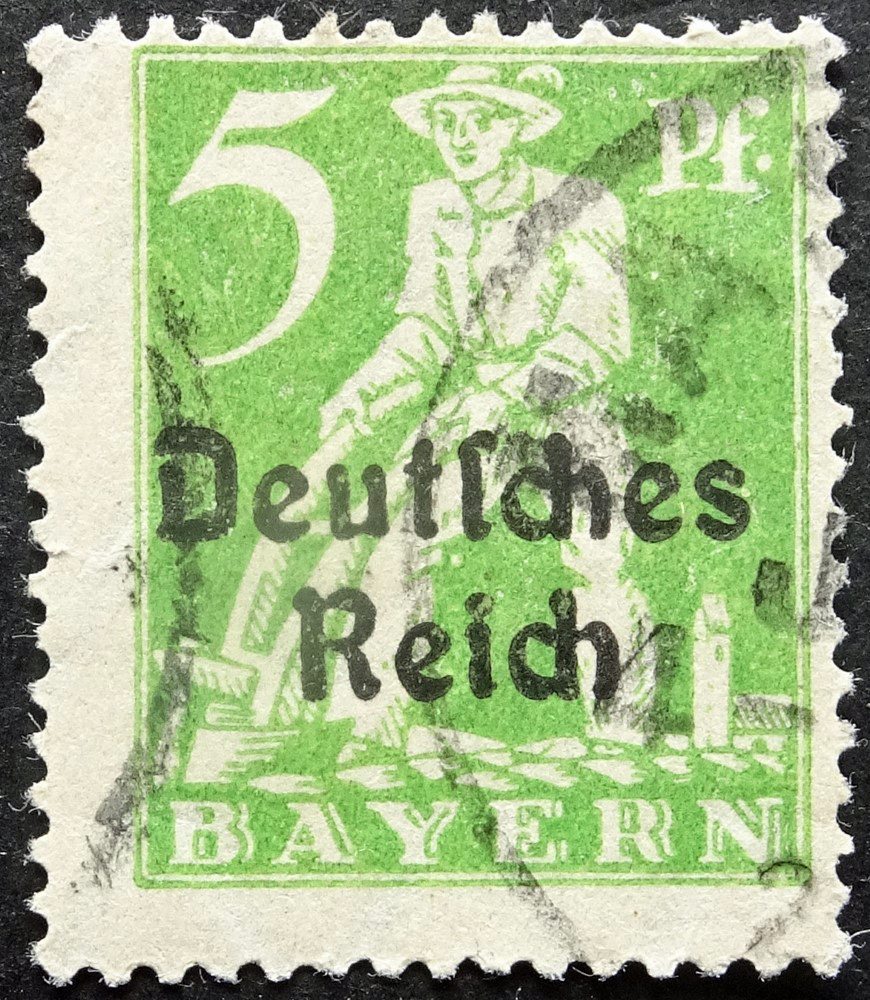 5 Pf.
Deutſches
Reich
BAYERN